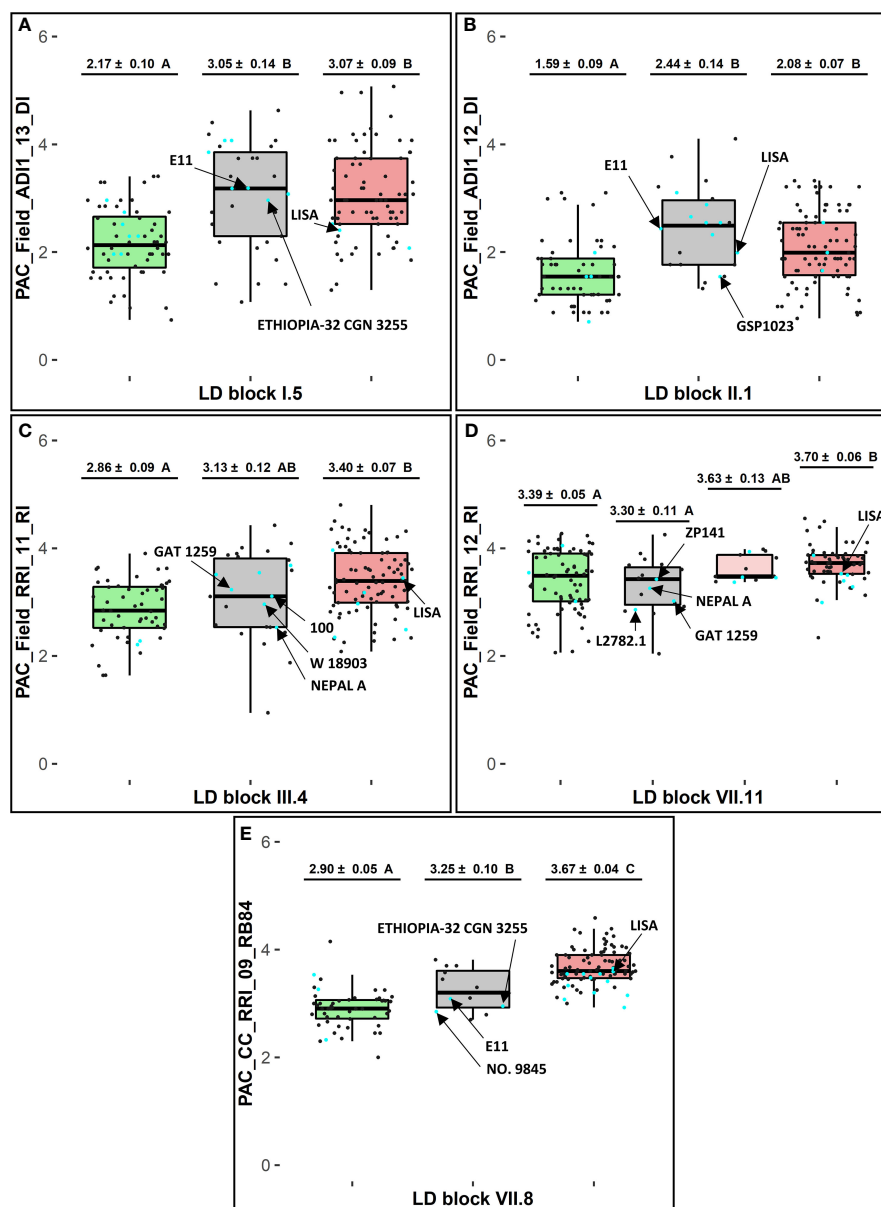 A
6
2.17 ± 0.10 A
3.05 ± 0.14 B
3.07 ± 0.09 B
4
2
0
PAC_Field_ADI1_13_DI
E11
LISA
ETHIOPIA-32 CGN 3255
LD block I.5
B
6
1.59 ± 0.09 A
2.44 ± 0.14 B
2.08 ± 0.07 B
4
2
0
PAC_Field_ADI1_12_DI
E11
LISA
GSP1023
LD block II.1
C
6
2.86 ± 0.09 A
3.13 ± 0.12 AB
3.40 ± 0.07 B
4
2
0
PAC_Field_RRI_11_RI
GAT 1259
100
LISA
W 18903
NEPAL A
LD block III.4
D
6
3.39 ± 0.05 A
3.30 ± 0.11 A
3.63 ± 0.13 AB
3.70 ± 0.06 B
4
2
0
PAC_Field_RRI_12_RI
LISA
ZP141
NEPAL A
L2782.1
GAT 1259
LD block VII.11
E
6
2.90 ± 0.05 A
3.25 ± 0.10 B
3.67 ± 0.04 C
4
2
0
PAC_CC_RRI_09_RB84
ETHIOPIA-32 CGN 3255
LISA
E11
NO. 9845
LD block VII.8